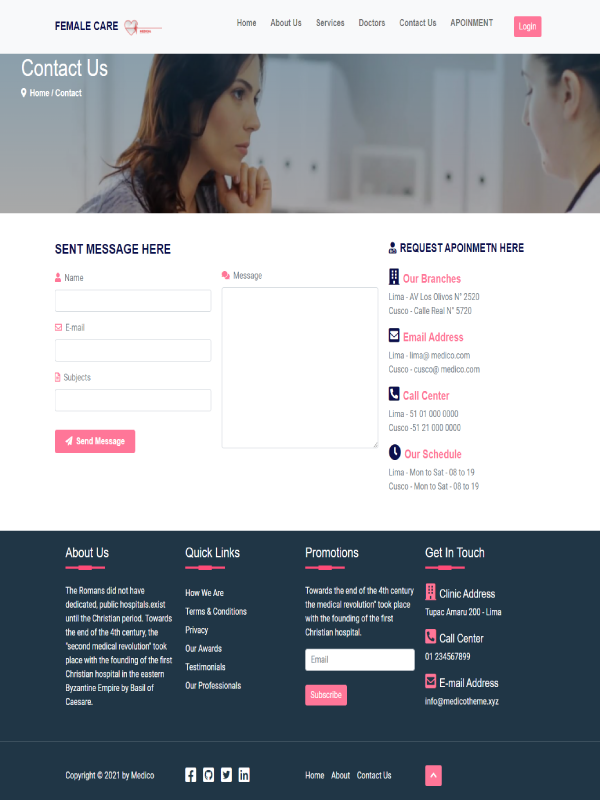 FEMALE CARE
Home About Us Services Doctors Contact Us APOINMENT Login
Contact Us
Home / Contact
SENT MESSAGE HERE
Name
E-mail
Subjects
Send Message
Message
REQUEST APOINMETN HERE
Our Branches
Lima - AV Los Olivos N° 2520
Cusco - Calle Real N° 5720
Email Address
Lima - lima@ medico.com
Cusco - cusco@ medico.com
Call Center
Lima - 51 01 000 0000
Cusco -51 21 000 0000
Our Schedule
Lima - Mon to Sat - 08 to 19
Cusco - Mon to Sat - 08 to 19
About Us
The Romans did not have
dedicated, public hospitals.exist
until the Christian period. Towards
the end of the 4th century, the
"second medical revolution" took
place with the founding of the first
Christian hospital in the eastern
Byzantine Empire by Basil of
Caesare.
Quick Links
How We Are
Terms & Conditions
Privacy
Our Awards
Testimonials
Our Professionals
Promotions
Towards the end of the 4th century
the medical revolution" took place
with the founding of the first
Christian hospital.
Email
Subscribe
Get In Touch
Clinic Address
Tupac Amaru 200 - Lima
Call Center
01 234567899
E-mail Address
info@medicotheme.xyz
Copyright © 2021 by Medico
Home About Contact Us